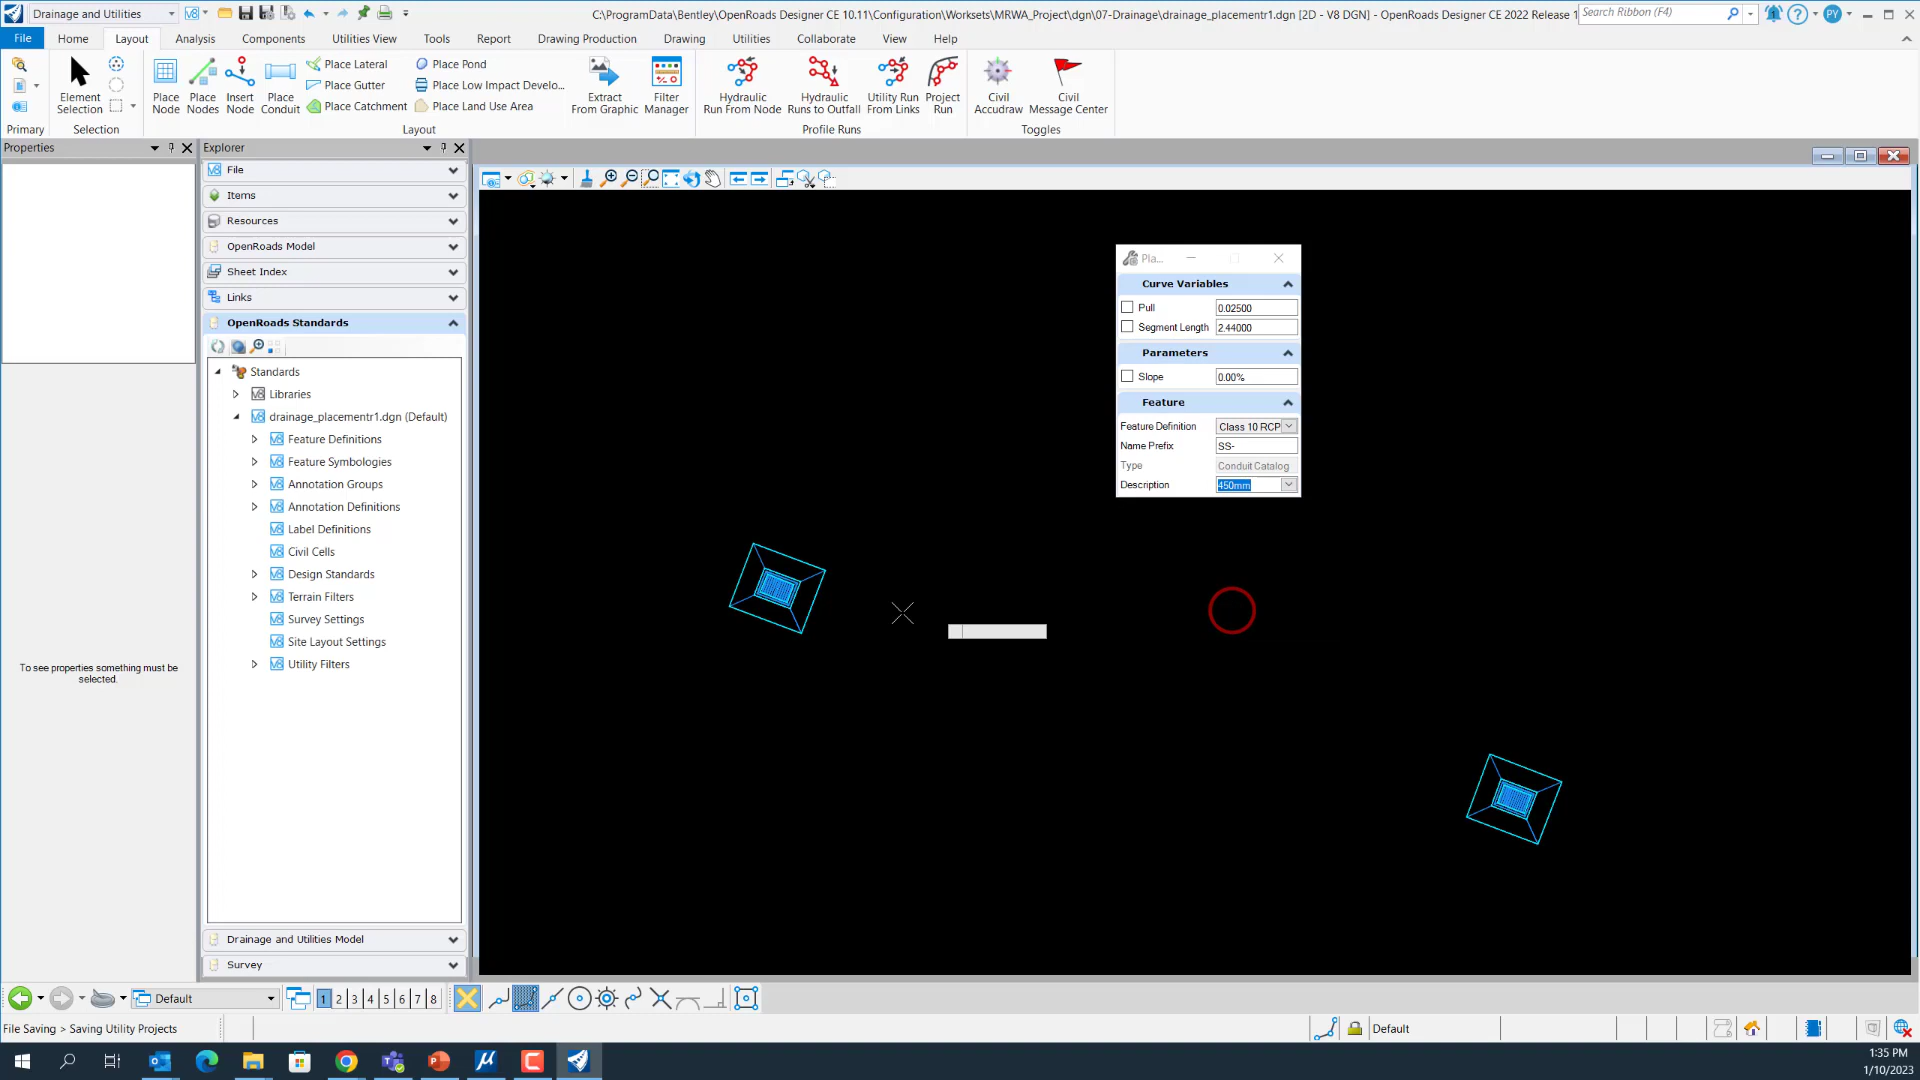 Drainage and Utilities
C:\ProgramData\Bentley\OpenRoads Designer CE 10.11\Configuration\Worksets\MRWA_Project\dgn\07-Drainage\drainage_placementr1.dgn [2D - V8 DGN] - OpenRoads Designer CE 2022 Release 1
Search Ribbon (F4)
PY
File
Home
Layout
Analysis
Components
Utilities View
Tools
Report
Drawing Production
Drawing
Utilities
Collaborate
View
Help
Element
Selection
Place
Node
Place
Nodes
Insert
Node
Place
Conduit
Place Lateral
Place Gutter
Place Catchment
Place Pond
Place Low Impact Develo...
Place Land Use Area
Extract
From Graphic
Filter
Manager
Hydraulic
Run From Node
Hydraulic
Runs to Outfall
Utility Run
From Links
Project
Run
Civil
Accudraw
Civil
Message Center
Primary
Selection
Layout
Profile Runs
Toggles
Properties
Explorer
File
Items
Resources
OpenRoads Model
Sheet Index
Links
OpenRoads Standards
Standards
Libraries
drainage_placementr1.dgn (Default)
Feature Definitions
Feature Symbologies
Annotation Groups
Annotation Definitions
Label Definitions
Civil Cells
Design Standards
Terrain Filters
Survey Settings
Site Layout Settings
Utility Filters
To see properties something must be
selected.
Drainage and Utilities Model
Survey
Pla...
Curve Variables
Pull 0.02500
Segment Length 2.44000
Parameters
Slope 0.00%
Feature
Feature Definition Class 10 RCP
Name Prefix SS-
Type Conduit Catalog
Description 450mm
Default
1 2 3 4 5 6 7 8
File Saving > Saving Utility Projects
Default
1:35 PM
1/10/2023